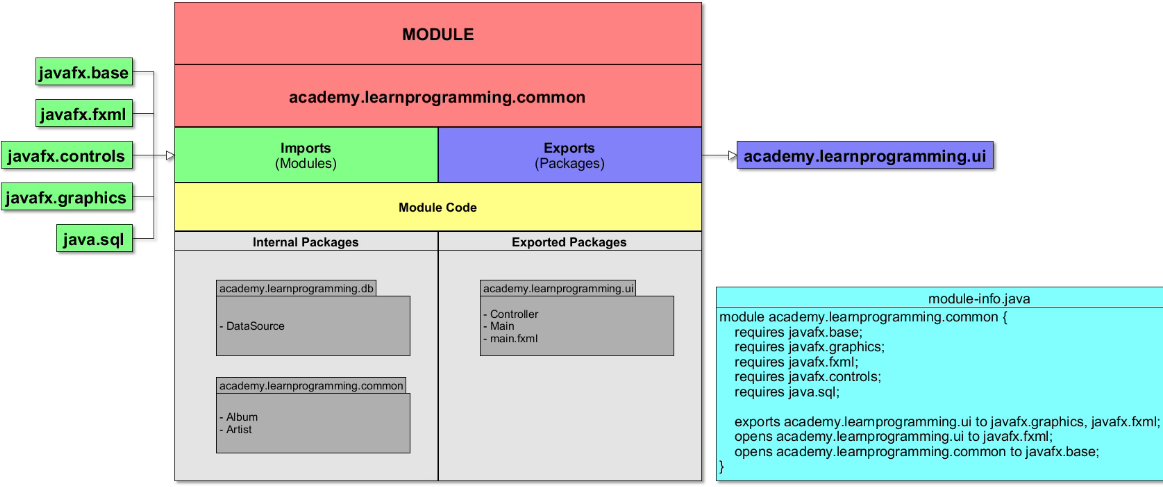 MODULE
academy.learnprogramming.common
javafx.base
javafx.fxml
javafx.controls
javafx.graphics
java.sql
Imports
(Modules)
Exports
(Packages)
academy.learnprogramming.ui
Module Code
Internal Packages
Exported Packages
academy.learnprogramming.db
- DataSource
academy.learnprogramming.common
- Album
- Artist
academy.learnprogramming.ui
- Controller
- Main
- main.fxml
module-info.java
module academy.learnprogramming.common {
requires javafx.base;
requires javafx.graphics;
requires javafx.fxml;
requires javafx.controls;
requires java.sql;
exports academy.learnprogramming.ui to javafx.graphics, javafx.fxml;
opens academy.learnprogramming.ui to javafx.fxml;
opens academy.learnprogramming.common to javafx.base;
}